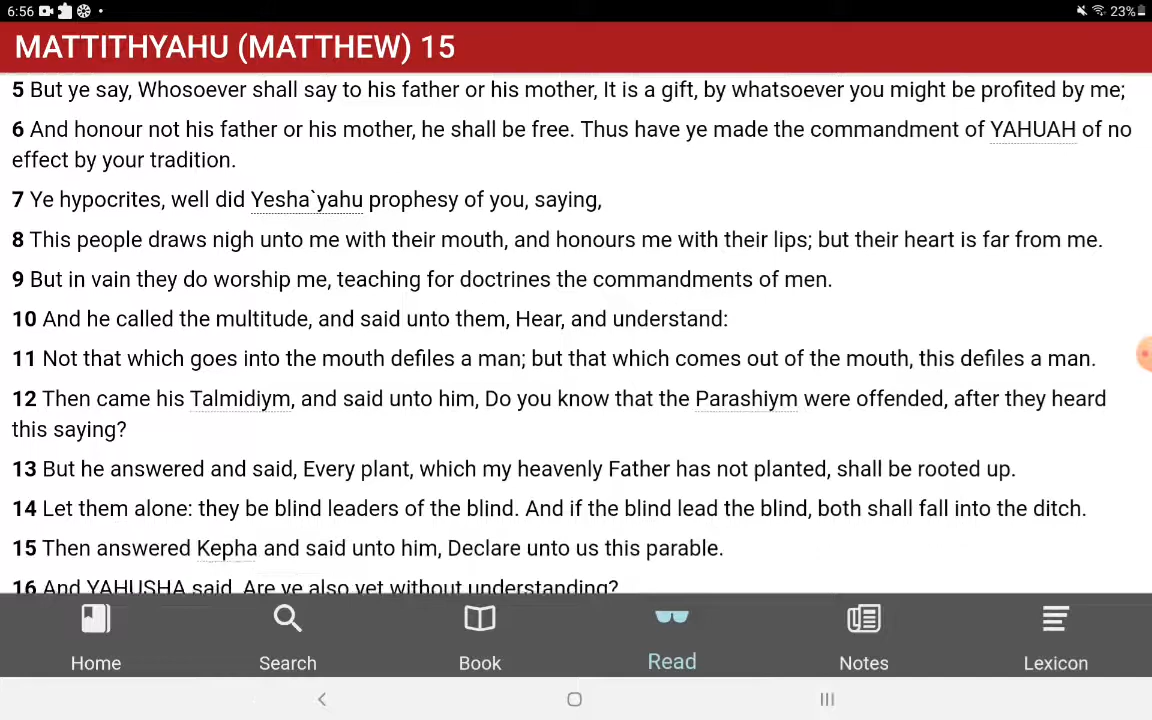 6:56
23%
MATTITHYAHU (MATTHEW) 15
5 But ye say, Whosoever shall say to his father or his mother, It is a gift, by whatsoever you might be profited by me;
6 And honour not his father or his mother, he shall be free. Thus have ye made the commandment of YAHUAH of no
effect by your tradition.
7 Ye hypocrites, well did Yesha`yahu prophesy of you, saying,
8 This people draws nigh unto me with their mouth, and honours me with their lips; but their heart is far from me.
9 But in vain they do worship me, teaching for doctrines the commandments of men.
10 And he called the multitude, and said unto them, Hear, and understand:
11 Not that which goes into the mouth defiles a man; but that which comes out of the mouth, this defiles a man.
12 Then came his Talmidiym, and said unto him, Do you know that the Parashiym were offended, after they heard
this saying?
13 But he answered and said, Every plant, which my heavenly Father has not planted, shall be rooted up.
14 Let them alone: they be blind leaders of the blind. And if the blind lead the blind, both shall fall into the ditch.
15 Then answered Kepha and said unto him, Declare unto us this parable.
16 And YAHUSHA said, Are ye also yet without understanding?
Home
Search
Book
Read
Notes
Lexicon